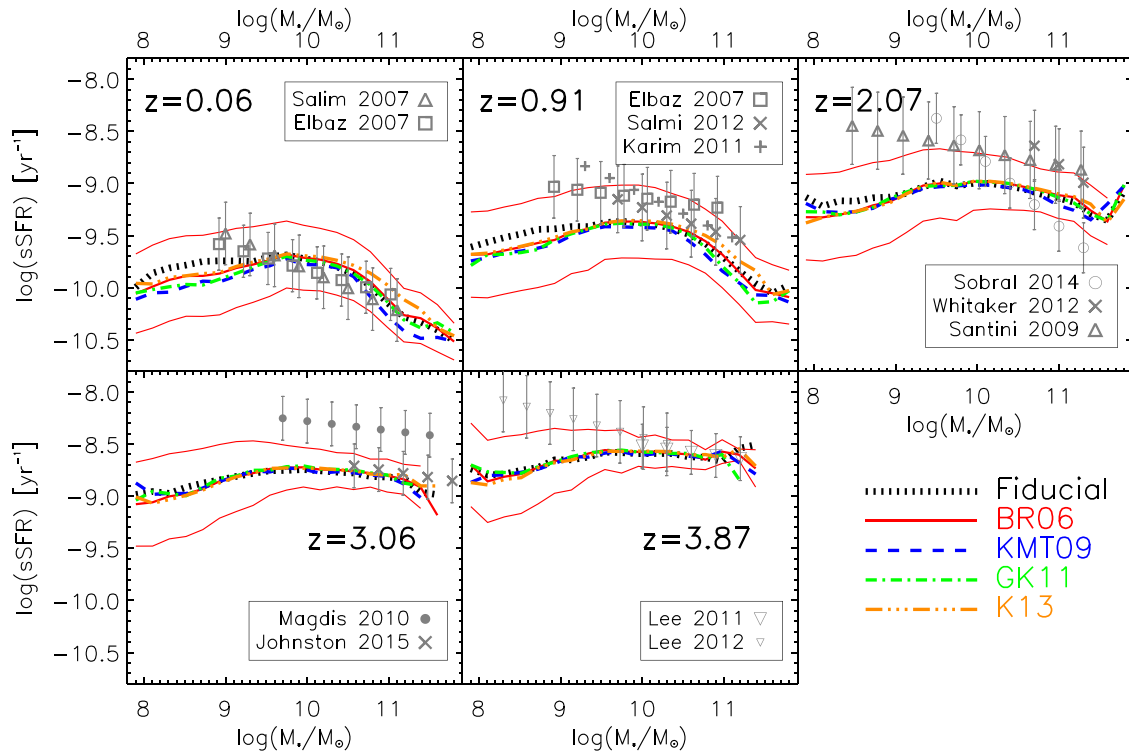 log(M*/M⊙) log(M*/M⊙) log(M*/M⊙)
8 9 10 11 8 9 10 11 8 9 10 11
log(sSFR) [yr⁻¹]
−8.0
−8.5
−9.0
−9.5
−10.0
−10.5
z=0.06
Salim 2007
Elbaz 2007
z=0.91
Elbaz 2007
Salmi 2012
Karim 2011
z=2.07
Sobral 2014
Whitaker 2012
Santini 2009
8 9 10 11
log(M*/M⊙)
log(sSFR) [yr⁻¹]
−8.0
−8.5
−9.0
−9.5
−10.0
−10.5
z=3.06
Magdis 2010
Johnston 2015
z=3.87
Lee 2011
Lee 2012
Fiducial
BR06
KMT09
GK11
K13
8 9 10 11 8 9 10 11
log(M*/M⊙) log(M*/M⊙)